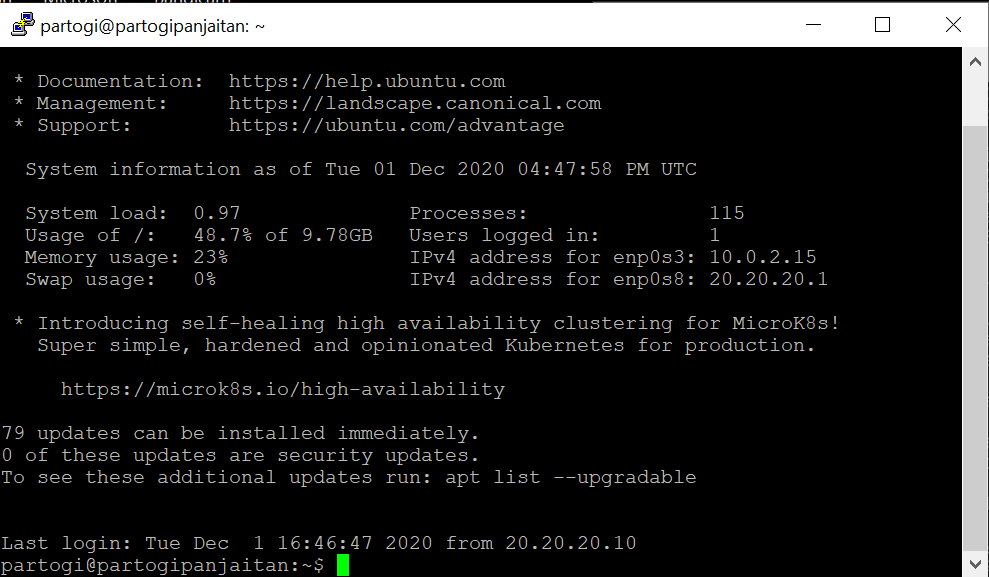 partogi@partogipanjaitan: ~
* Documentation:  https://help.ubuntu.com
* Management:     https://landscape.canonical.com
* Support:        https://ubuntu.com/advantage
System information as of Tue 01 Dec 2020 04:47:58 PM UTC
System load:  0.97              Processes:               115
Usage of /:   48.7% of 9.78GB   Users logged in:         1
Memory usage: 23%               IPv4 address for enp0s3: 10.0.2.15
Swap usage:   0%                IPv4 address for enp0s8: 20.20.20.1
* Introducing self-healing high availability clustering for MicroK8s!
Super simple, hardened and opinionated Kubernetes for production.
https://microk8s.io/high-availability
79 updates can be installed immediately.
0 of these updates are security updates.
To see these additional updates run: apt list --upgradable
Last login: Tue Dec  1 16:46:47 2020 from 20.20.20.10
partogi@partogipanjaitan:~$